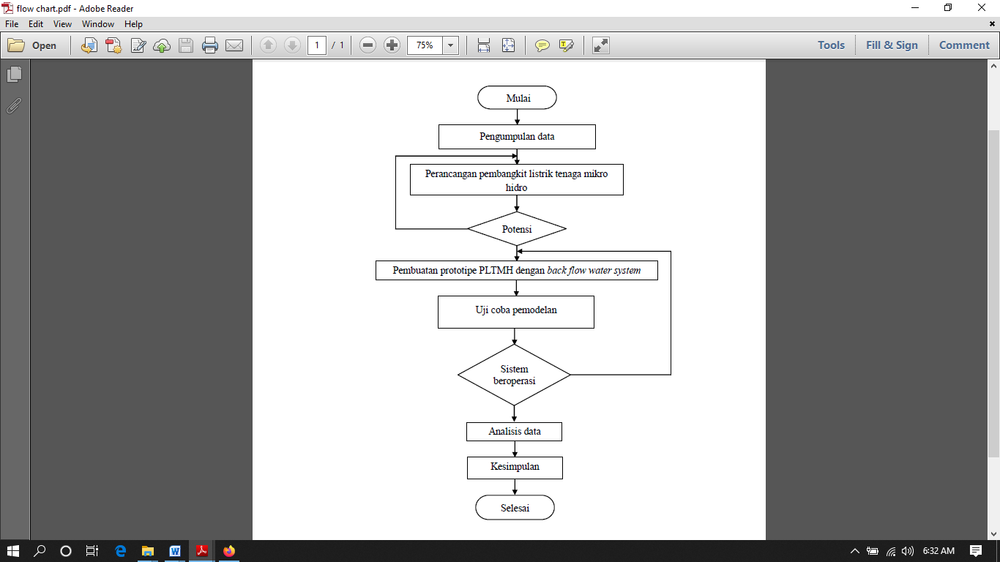 flow chart.pdf - Adobe Reader
File Edit View Window Help
Open 1 / 1 75% Tools Fill & Sign Comment
Mulai
Pengumpulan data
Perancangan pembangkit listrik tenaga mikro
hidro
Potensi
Pembuatan prototipe PLTMH dengan back flow water system
Uji coba pemodelan
Sistem
beroperasi
Analisis data
Kesimpulan
Selesai
6:32 AM